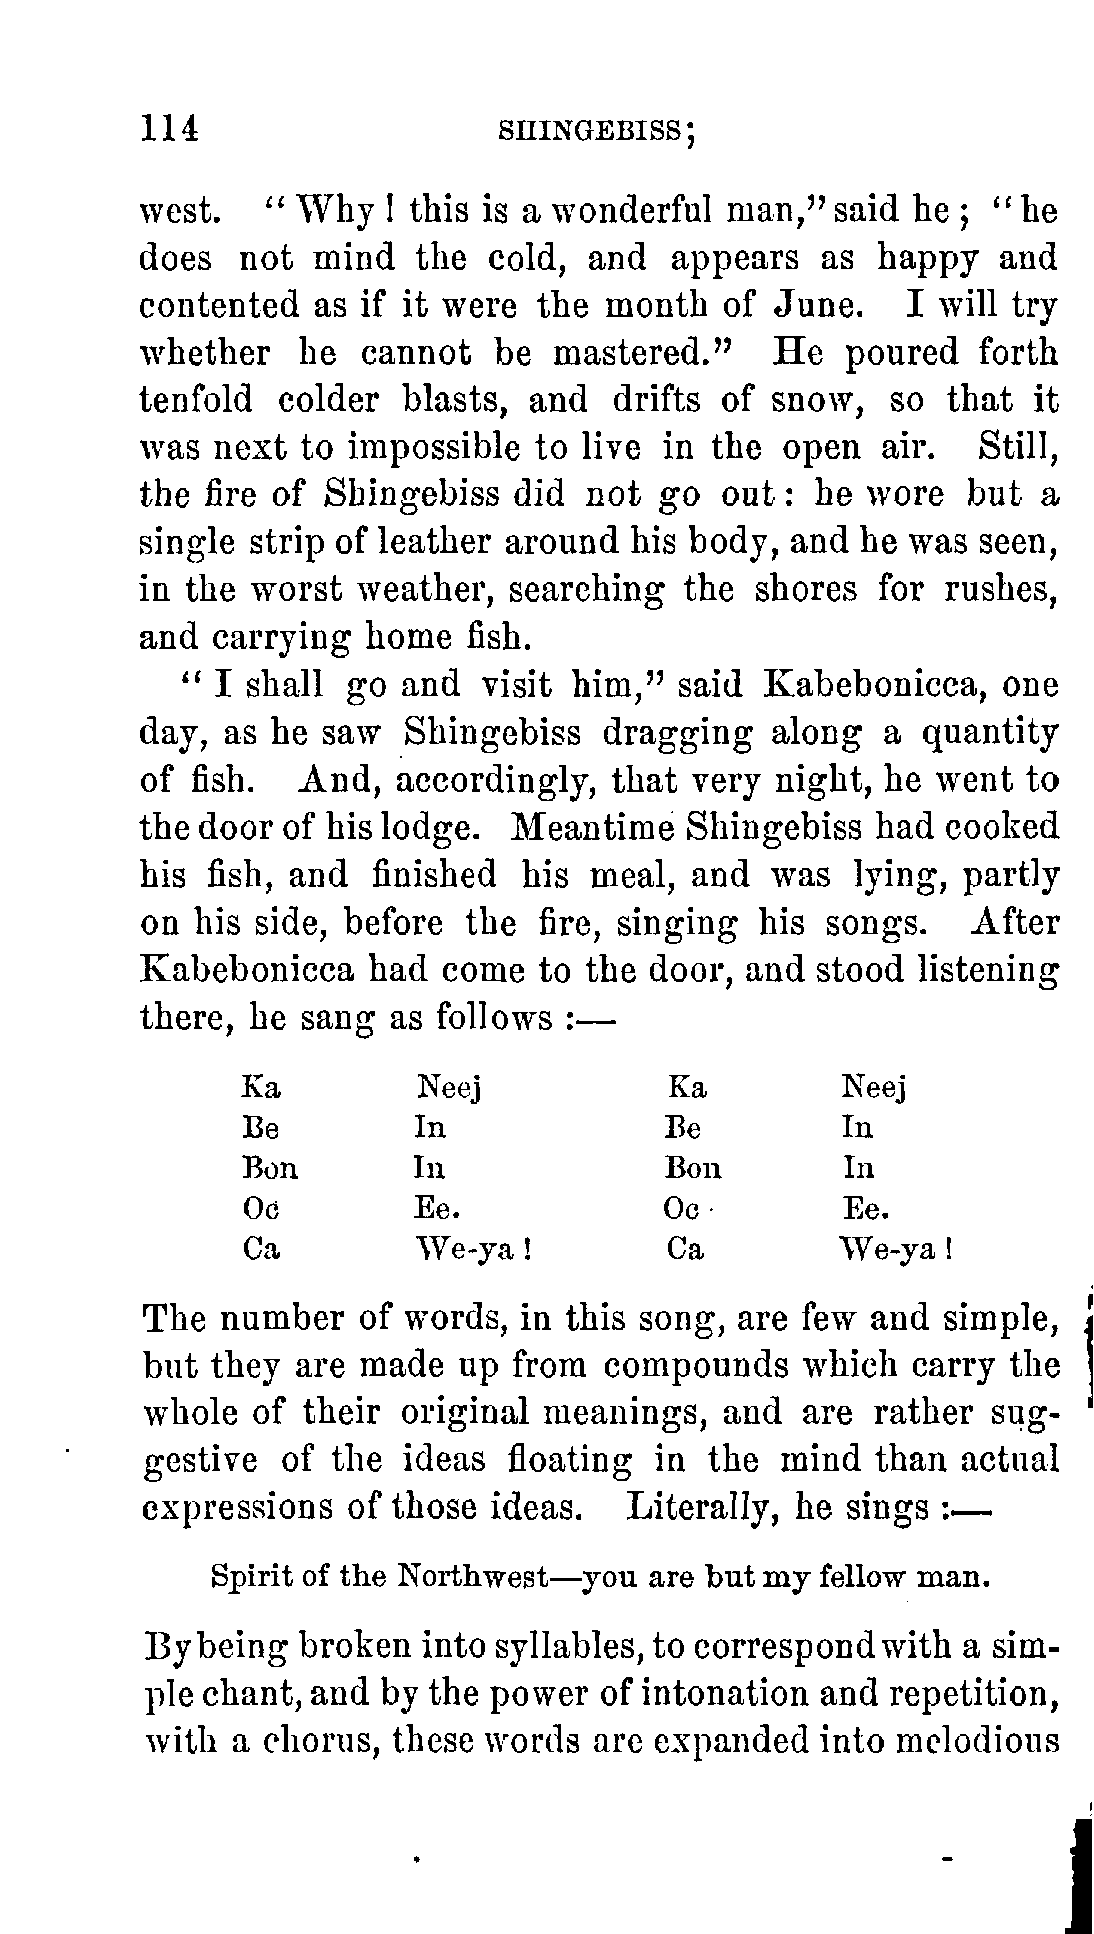 114 SHINGEBISS;
west. "Why! this is a wonderful man," said he; "he
does not mind the cold, and appears as happy and
contented as if it were the month of June. I will try
whether he cannot be mastered." He poured forth
tenfold colder blasts, and drifts of snow, so that it
was next to impossible to live in the open air. Still,
the fire of Shingebiss did not go out: he wore but a
single strip of leather around his body, and he was seen,
in the worst weather, searching the shores for rushes,
and carrying home fish.
"I shall go and visit him," said Kabebonicca, one
day, as he saw Shingebiss dragging along a quantity
of fish. And, accordingly, that very night, he went to
the door of his lodge. Meantime Shingebiss had cooked
his fish, and finished his meal, and was lying, partly
on his side, before the fire, singing his songs. After
Kabebonicca had come to the door, and stood listening
there, he sang as follows:—
Ka Neej Ka Neej
Be In Be In
Bon In Bon In
Oc Ee. Oc Ee.
Ca We-ya! Ca We-ya!
The number of words, in this song, are few and simple,
but they are made up from compounds which carry the
whole of their original meanings, and are rather sug-
gestive of the ideas floating in the mind than actual
expressions of those ideas. Literally, he sings:—
Spirit of the Northwest—you are but my fellow man.
By being broken into syllables, to correspond with a sim-
ple chant, and by the power of intonation and repetition,
with a chorus, these words are expanded into melodious